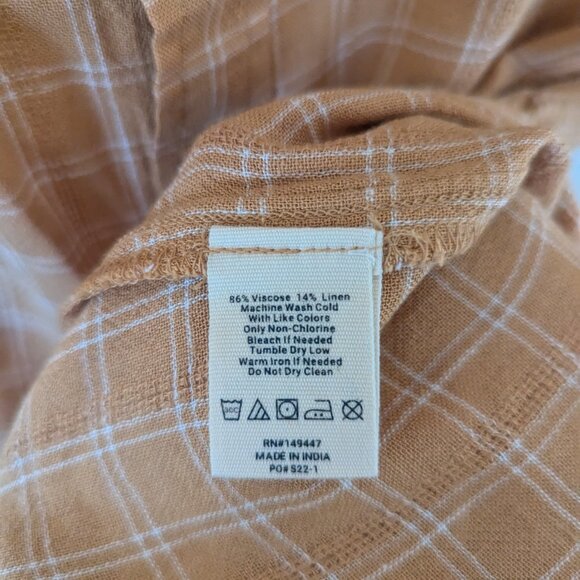 86% Viscose 14% Linen
Machine Wash Cold
With Like Colors
Only Non-Chlorine
Bleach If Needed
Tumble Dry Low
Warm Iron If Needed
Do Not Dry Clean
30C
RN#149447
MADE IN INDIA
PO# S22-1